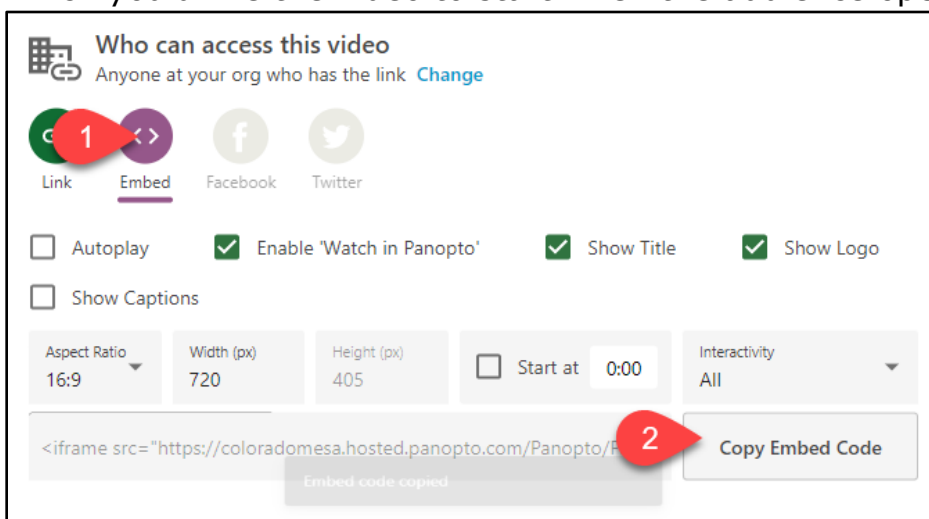 Who can access this video
Anyone at your org who has the link Change
1
Link Embed Facebook Twitter
Autoplay Enable 'Watch in Panopto' Show Title Show Logo
Show Captions
Aspect Ratio Width (px) Height (px) Interactivity
16:9 720 405 Start at 0:00 All
<iframe src="https://coloradomesa.hosted.panopto.com/Panopto/ 2 Copy Embed Code
Embed code copied